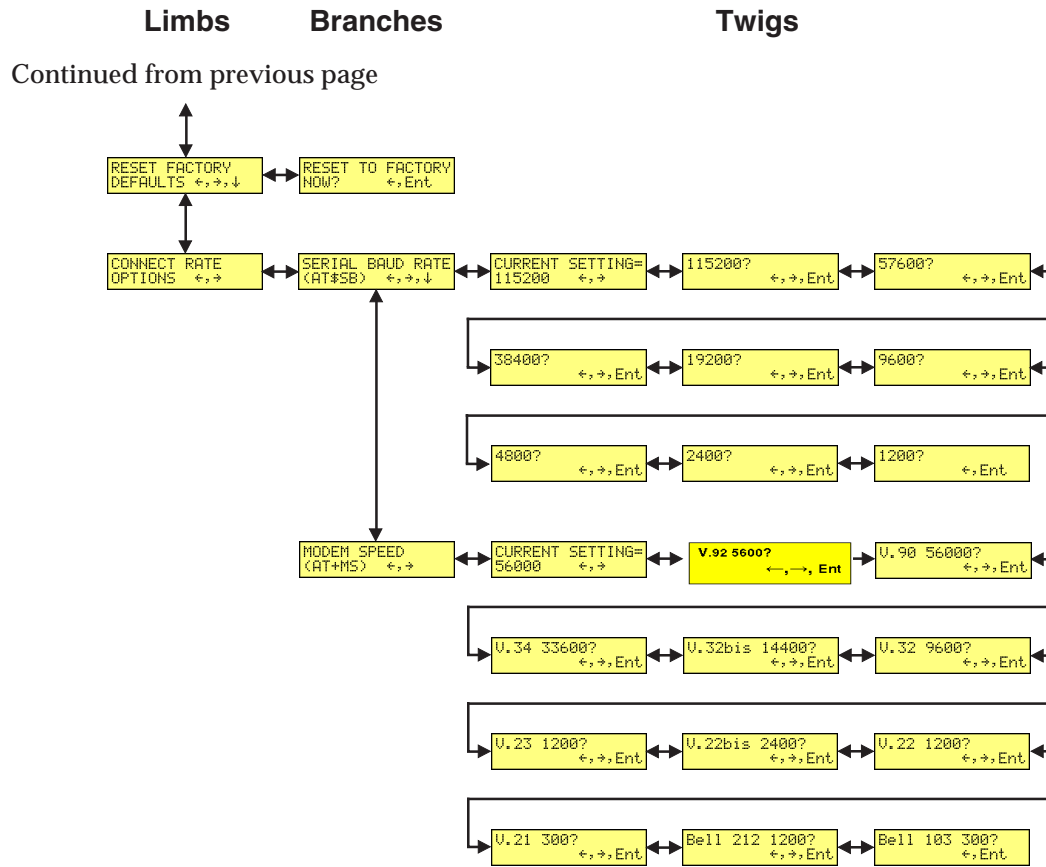 Limbs Branches Twigs
Continued from previous page
RESET FACTORY
DEFAULTS ←,→,↓
RESET TO FACTORY
NOW? ←,Ent
CONNECT RATE
OPTIONS ←,→
SERIAL BAUD RATE
(AT$SB) ←,→,↓
CURRENT SETTING=
115200 ←,→
115200?
←,→,Ent
57600?
←,→,Ent
38400?
←,→,Ent
19200?
←,→,Ent
9600?
←,→,Ent
4800?
←,→,Ent
2400?
←,→,Ent
1200?
←,Ent
MODEM SPEED
(AT+MS) ←,→
CURRENT SETTING=
56000 ←,→
V.92 5600?
←,→, Ent
V.90 56000?
←,→,Ent
V.34 33600?
←,→,Ent
V.32bis 14400?
←,→,Ent
V.32 9600?
←,→,Ent
V.23 1200?
←,→,Ent
V.22bis 2400?
←,→,Ent
V.22 1200?
←,→,Ent
V.21 300?
←,→,Ent
Bell 212 1200?
←,→,Ent
Bell 103 300?
←,Ent